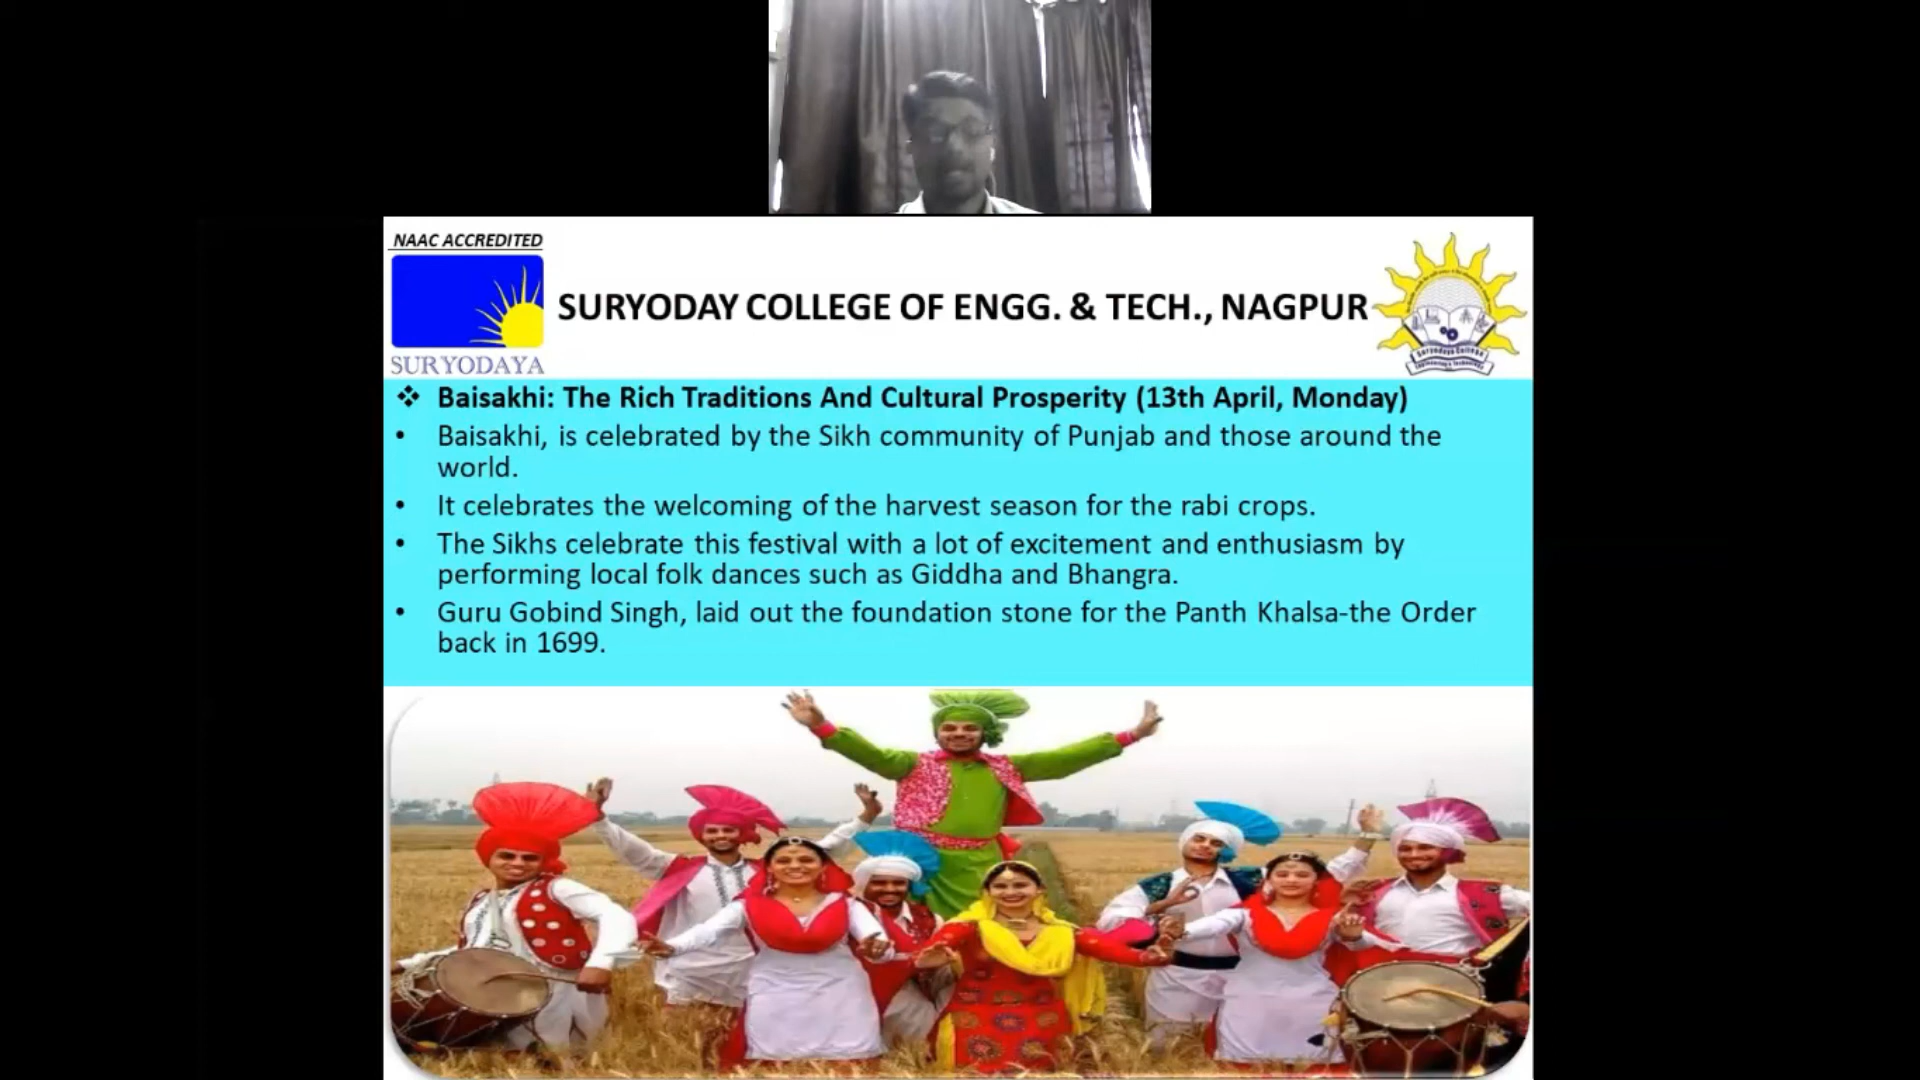 NAAC ACCREDITED
SURYODAYA
SURYODAY COLLEGE OF ENGG. & TECH., NAGPUR
Suryodaya College
❖ Baisakhi: The Rich Traditions And Cultural Prosperity (13th April, Monday)
• Baisakhi, is celebrated by the Sikh community of Punjab and those around the
world.
• It celebrates the welcoming of the harvest season for the rabi crops.
• The Sikhs celebrate this festival with a lot of excitement and enthusiasm by
performing local folk dances such as Giddha and Bhangra.
• Guru Gobind Singh, laid out the foundation stone for the Panth Khalsa-the Order
back in 1699.